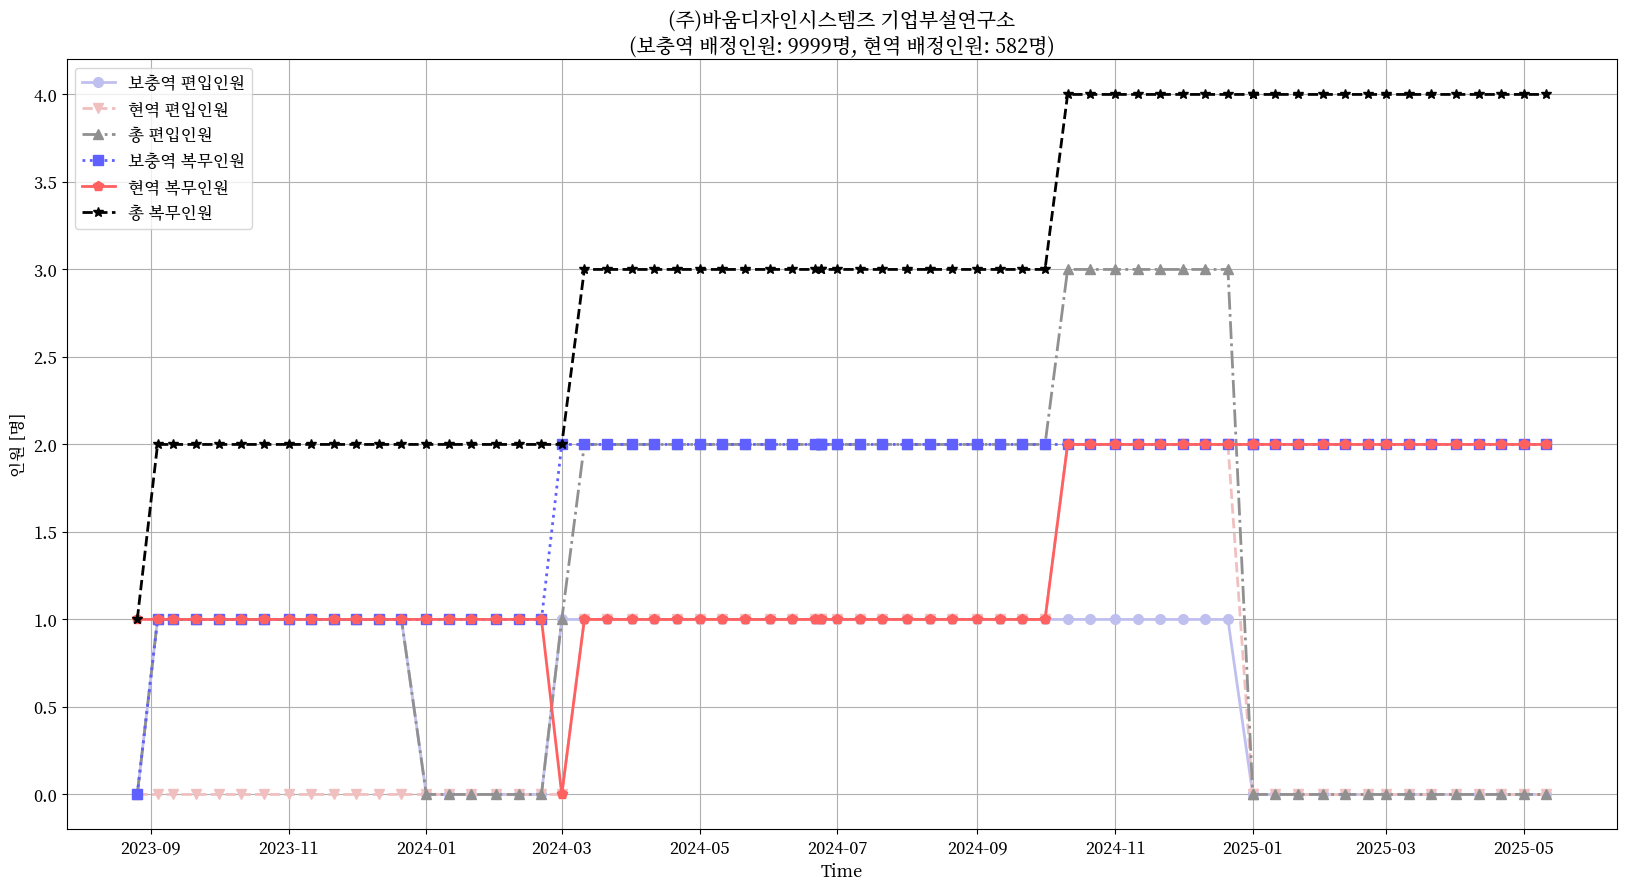 (주)바움디자인시스템즈 기업부설연구소
(보충역 배정인원: 9999명, 현역 배정인원: 582명)
보충역 편입인원
현역 편입인원
총 편입인원
보충역 복무인원
현역 복무인원
총 복무인원
4.0
3.5
3.0
2.5
2.0
1.5
1.0
0.5
0.0
인원 [명]
2023-09 2023-11 2024-01 2024-03 2024-05 2024-07 2024-09 2024-11 2025-01 2025-03 2025-05
Time